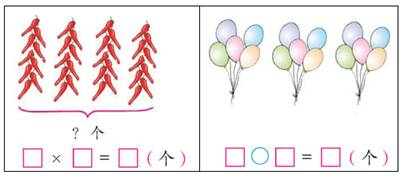 ? 个
□ × □ = □ ( 个 )
□ ○ □ = □ ( 个 )